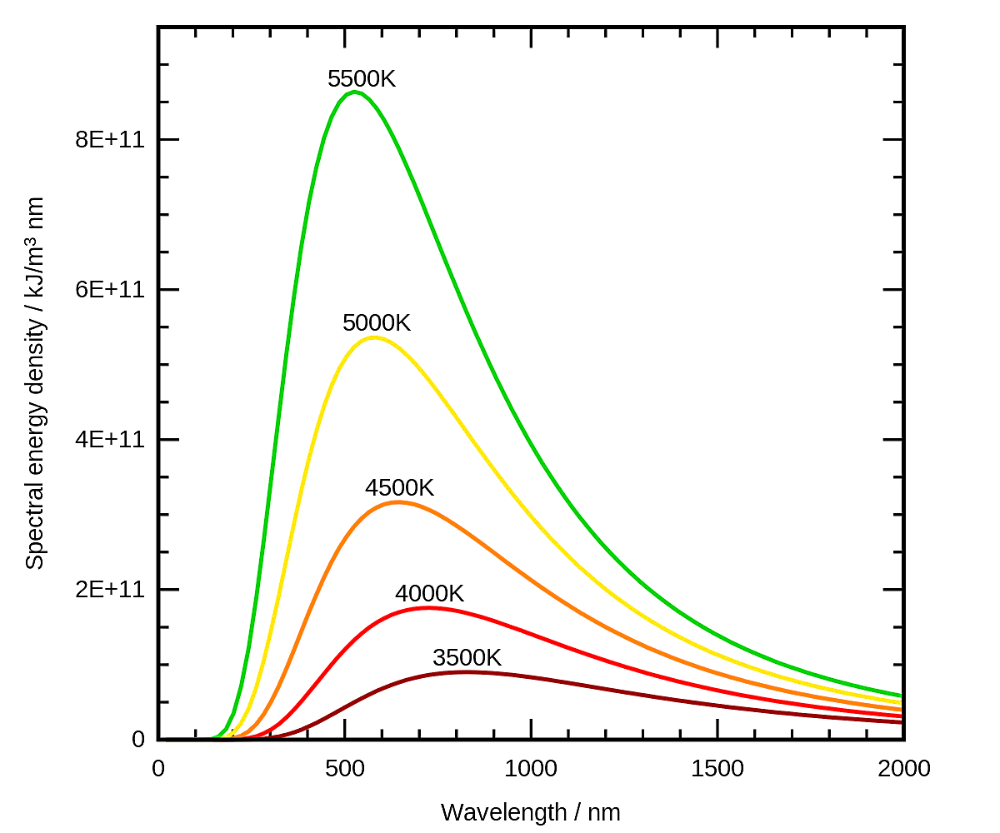 5500K
8E+11
6E+11
5000K
4E+11
4500K
2E+11
4000K
3500K
0
0
500
1000
1500
2000
Wavelength / nm
Spectral energy density / kJ/m³ nm